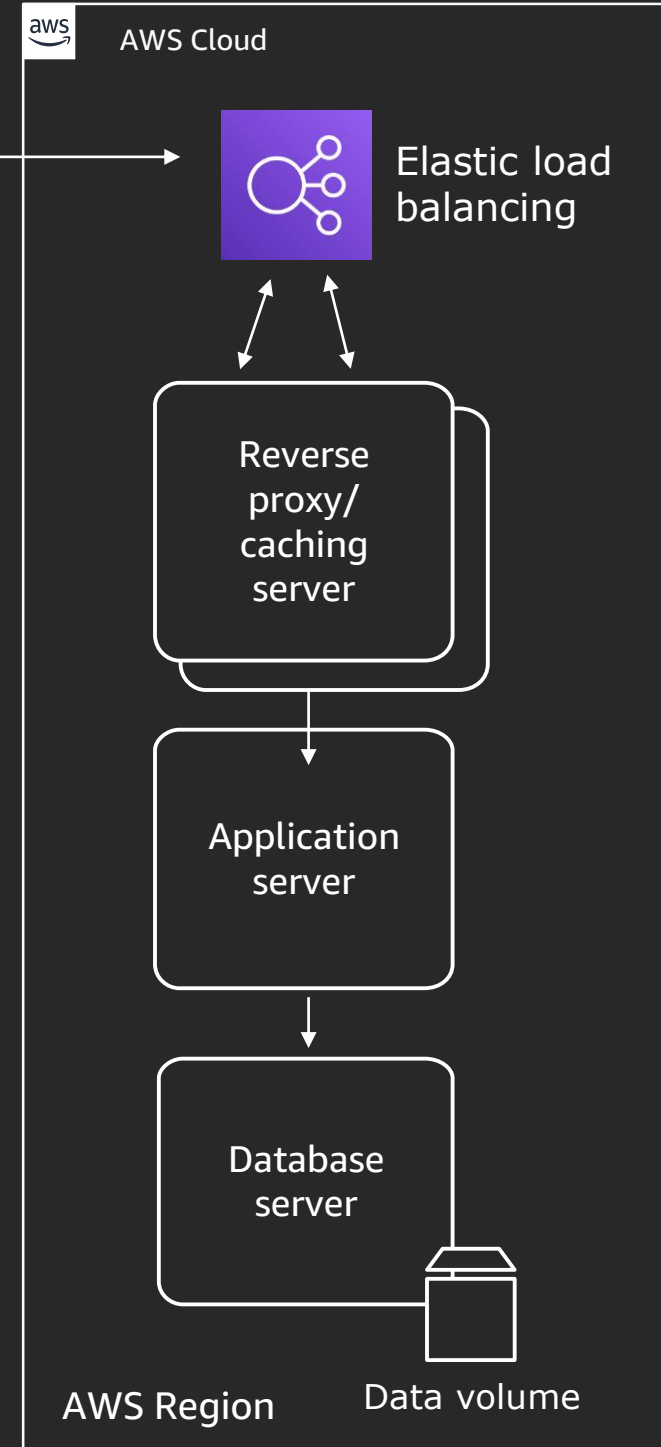 aws
AWS Cloud
Elastic load
balancing
Reverse
proxy/
caching
server
Application
server
Database
server
Data volume
AWS Region